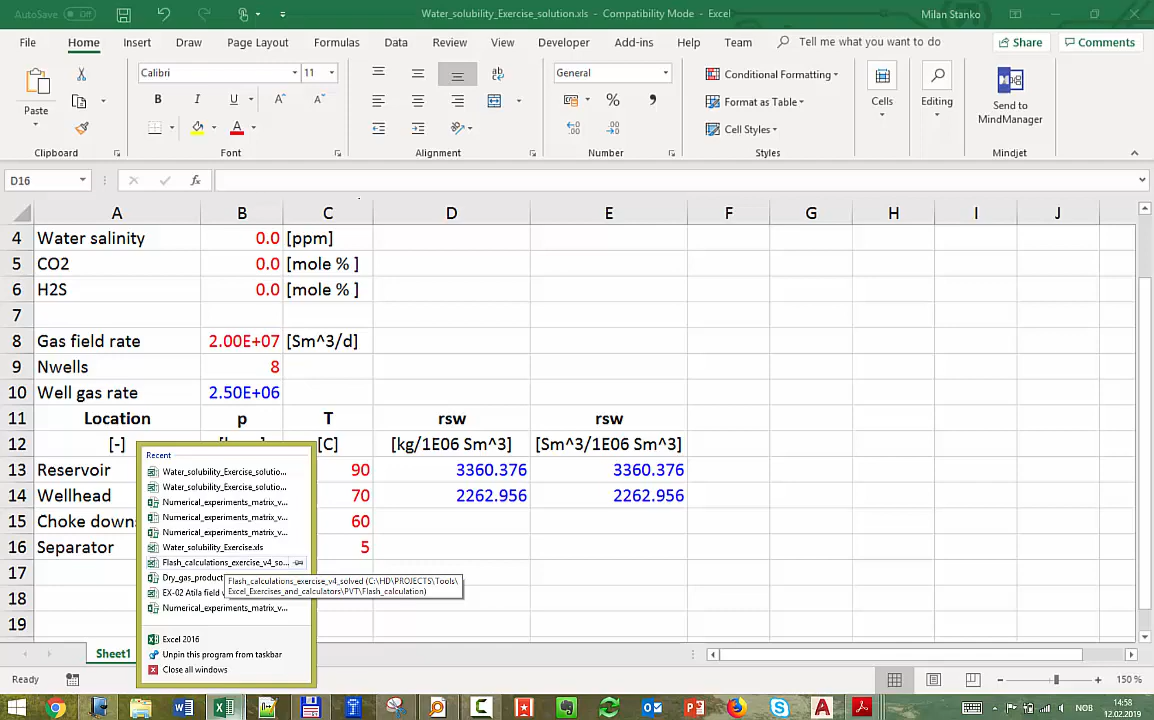 AutoSave Off
Water_solubility_Exercise_solution.xls - Compatibility Mode - Excel
Milan Stanko
File Home Insert Draw Page Layout Formulas Data Review View Developer Add-ins Help Team Tell me what you want to do Share Comments
Calibri 11
General
Conditional Formatting
Format as Table
Cell Styles
Paste
B I U A A A
Cells
Editing
Send to
MindManager
Clipboard Font Alignment Number Styles Mindjet
D16 fx
A B C D E F G H I J
4 Water salinity 0.0 [ppm]
5 CO2 0.0 [mole % ]
6 H2S 0.0 [mole % ]
7
8 Gas field rate 2.00E+07 [Sm^3/d]
9 Nwells 8
10 Well gas rate 2.50E+06
11 Location p T rsw rsw
12 [-] [C] [kg/1E06 Sm^3] [Sm^3/1E06 Sm^3]
13 Reservoir 90 3360.376 3360.376
14 Wellhead 70 2262.956 2262.956
15 Choke down 60
16 Separator 5
17
18
19
Recent
Water_solubility_Exercise_solutio...
Water_solubility_Exercise_solutio...
Numerical_experiments_matrix_v...
Numerical_experiments_matrix_v...
Numerical_experiments_matrix_v...
Water_solubility_Exercise.xls
Flash_calculations_exercise_v4_so...
Dry_gas_product
EX-02 Atila field
Numerical_experiments_matrix_v...
Flash_calculations_exercise_v4_solved (C:\HD\PROJECTS\Tools\
Excel_Exercises_and_calculators\PVT\Flash_calculation)
Excel 2016
Unpin this program from taskbar
Close all windows
Sheet1
Ready
150 %
NOB
14:58
12.02.2019